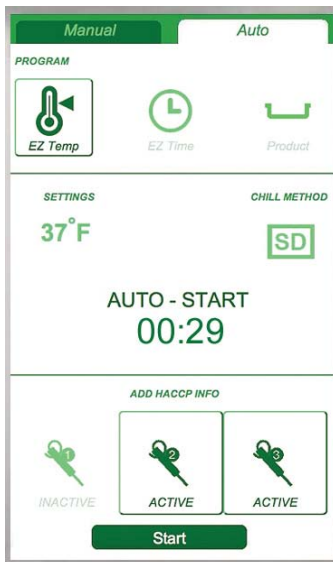 Manual Auto
PROGRAM
EZ Temp EZ Time Product
SETTINGS CHILL METHOD
37°F SD
AUTO - START
00:29
ADD HACCP INFO
1 2 3
INACTIVE ACTIVE ACTIVE
Start